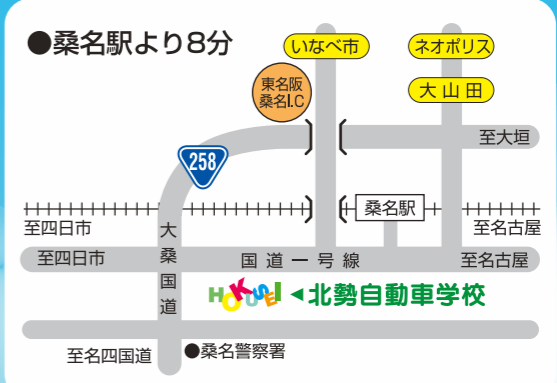 ●桑名駅より8分
いなべ市
ネオポリス
東名阪
桑名I.C
大山田
至大垣
258
桑名駅
至四日市
至名古屋
至四日市
大桑国道
国道一号線
至名古屋
HOKUSEI ◀北勢自動車学校
至名四国道
●桑名警察署